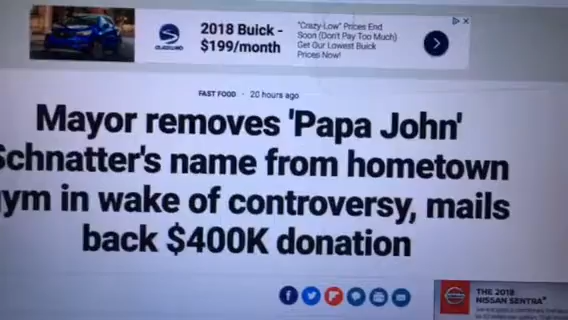 2018 Buick -
$199/month
"Crazy-Low" Prices End
Soon (Don't Pay Too Much)
Get Our Lowest Buick
Prices Now!
FAST FOOD · 20 hours ago
Mayor removes 'Papa John'
Schnatter's name from hometown
ym in wake of controversy, mails
back $400K donation
THE 2018
NISSAN SENTRA®